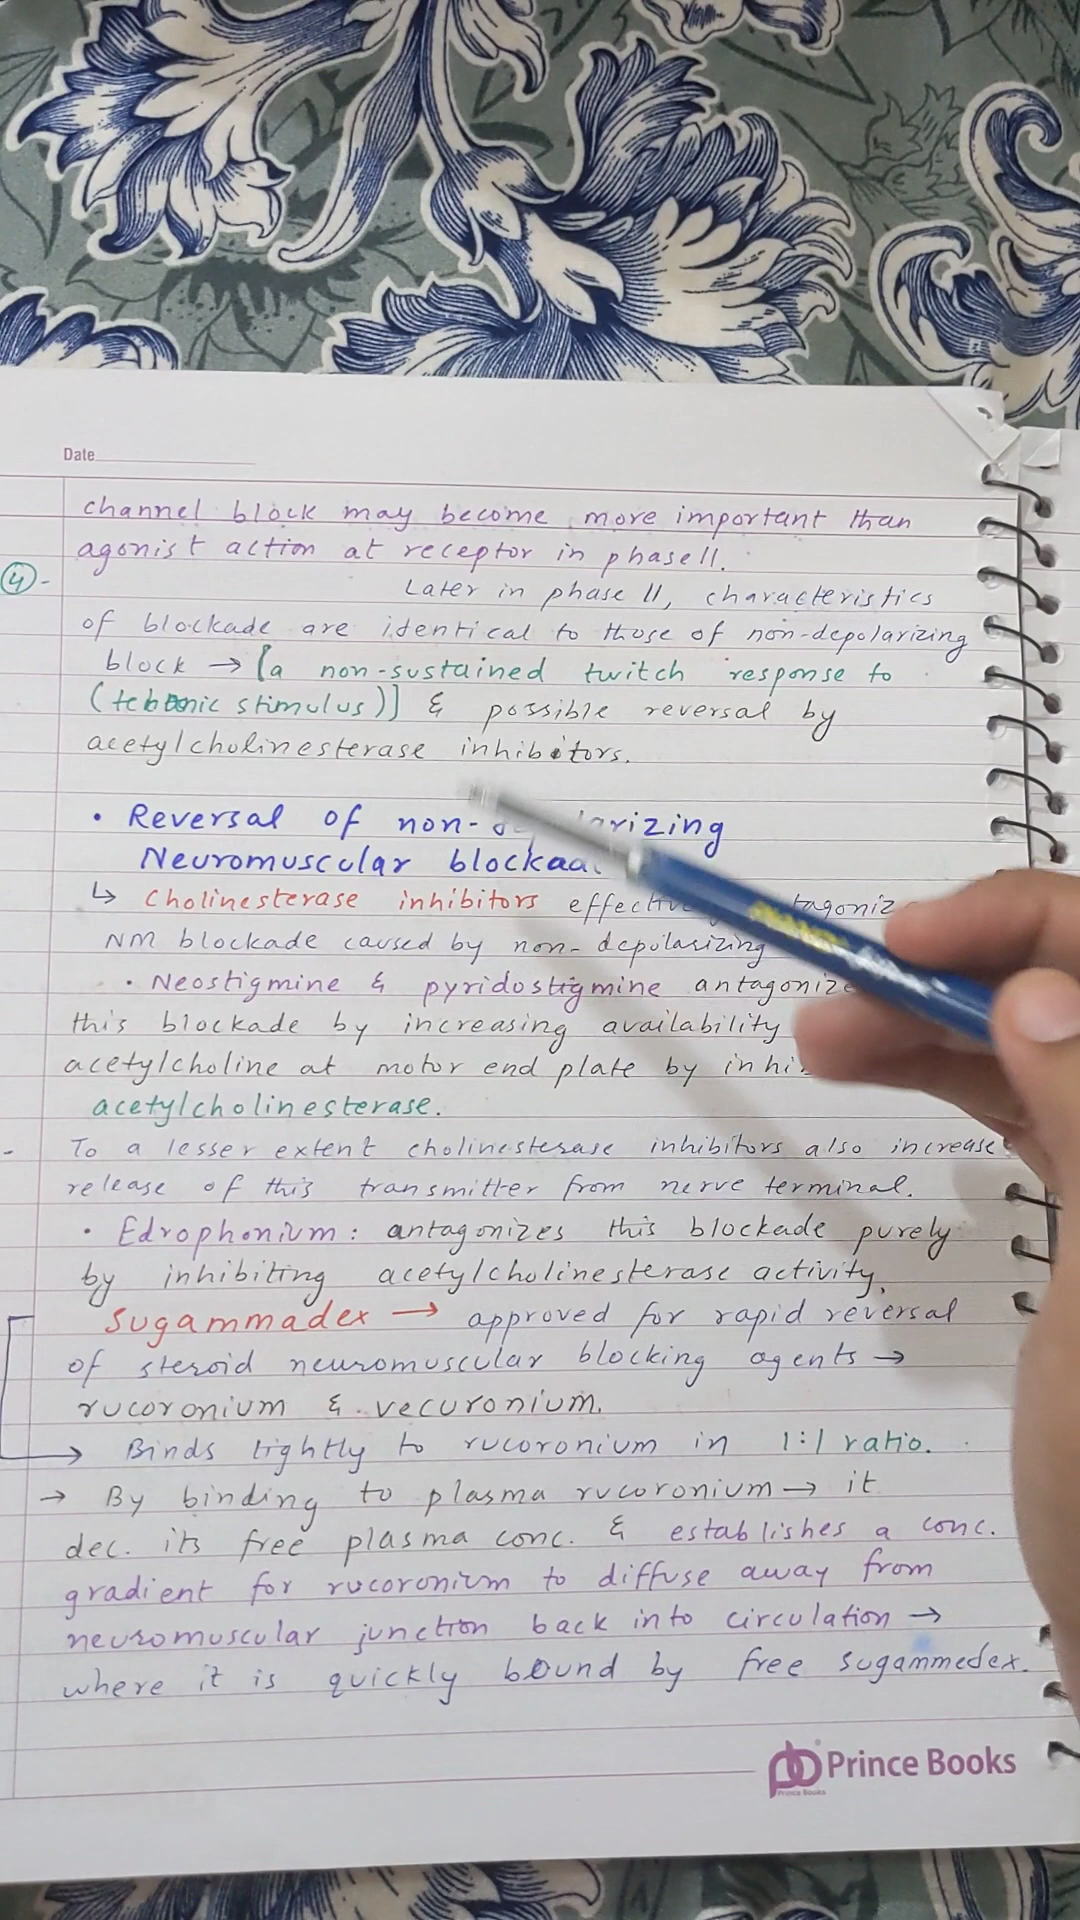 Date
channel block may become more important than
agonist action at receptor in phase II.
4 -
Later in phase II, characteristics
of blockade are identical to those of non-depolarizing
block → [a non-sustained twitch response to
(tetanic stimulus)] & possible reversal by
acetylcholinesterase inhibitors.
• Reversal of non-
Neuromuscular
↳ Cholinesterase inhibitors
NM blockade caused by non-depolarizing
• Neostigmine & pyridostigmine antagonize
this blockade by increasing availability
acetylcholine at motor end plate by
acetylcholinesterase.
- To a lesser extent cholinesterase inhibitors also increase
release of this transmitter from nerve terminal.
• Edrophonium: antagonizes this blockade purely
by inhibiting acetylcholinesterase activity.
Sugammadex → approved for rapid reversal
of steroid neuromuscular blocking agents →
rucoronium & vecuronium.
→ Binds tightly to rucoronium in 1:1 ratio.
→ By binding to plasma rucoronium → it
dec. its free plasma conc. & establishes a conc.
gradient for rucoronium to diffuse away from
neuromuscular junction back into circulation →
where it is quickly bound by free sugammedex.
Prince Books
Prince Books